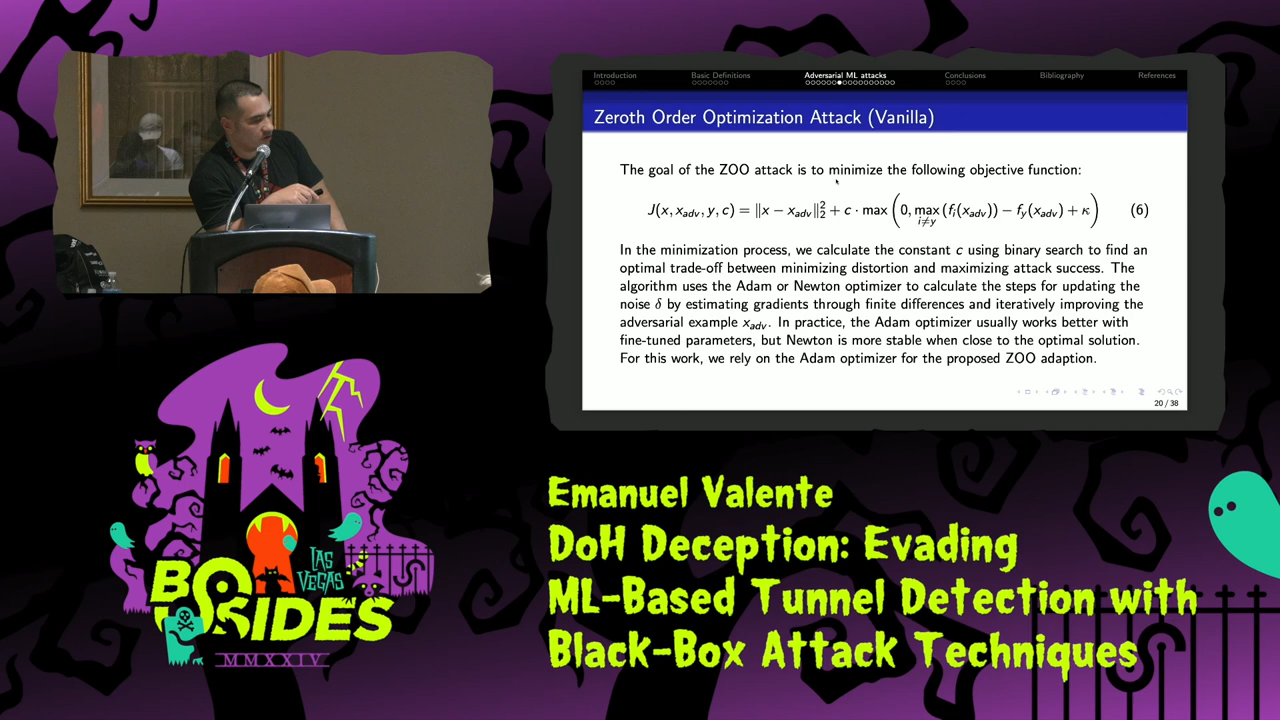 Introduction
Basic Definitions
Adversarial ML attacks
Conclusions
Bibliography
References
Zeroth Order Optimization Attack (Vanilla)
The goal of the ZOO attack is to minimize the following objective function:
J(x, x_adv, y, c) = ‖x − x_adv‖₂² + c · max(0, max_{i≠y} (f_i(x_adv)) − f_y(x_adv) + κ) (6)
In the minimization process, we calculate the constant c using binary search to find an
optimal trade-off between minimizing distortion and maximizing attack success. The
algorithm uses the Adam or Newton optimizer to calculate the steps for updating the
noise δ by estimating gradients through finite differences and iteratively improving the
adversarial example x_adv. In practice, the Adam optimizer usually works better with
fine-tuned parameters, but Newton is more stable when close to the optimal solution.
For this work, we rely on the Adam optimizer for the proposed ZOO adaption.
20 / 38
LAS
VEGAS
BSIDES
MMXXIV
Emanuel Valente
DoH Deception: Evading
ML-Based Tunnel Detection with
Black-Box Attack Techniques